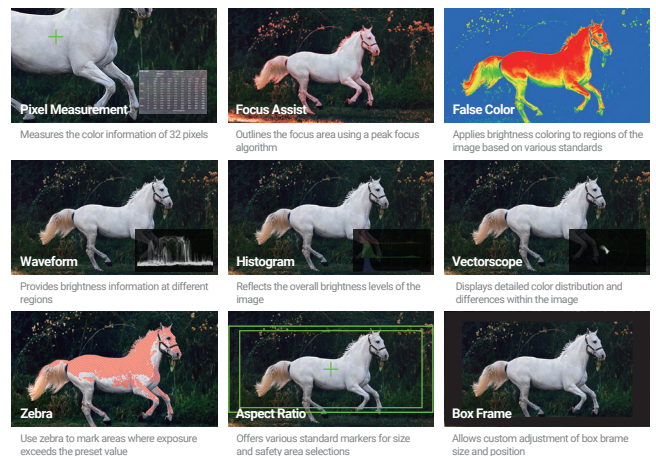 Pixel Measurement
Measures the color information of 32 pixels
Focus Assist
Outlines the focus area using a peak focus
algorithm
False Color
Applies brightness coloring to regions of the
image based on various standards
Waveform
Provides brightness information at different
regions
Histogram
Reflects the overall brightness levels of the
image
Vectorscope
Displays detailed color distribution and
differences within the image
Zebra
Use zebra to mark areas where exposure
exceeds the preset value
Aspect Ratio
Offers various standard markers for size
and safety area selections
Box Frame
Allows custom adjustment of box brame
size and position